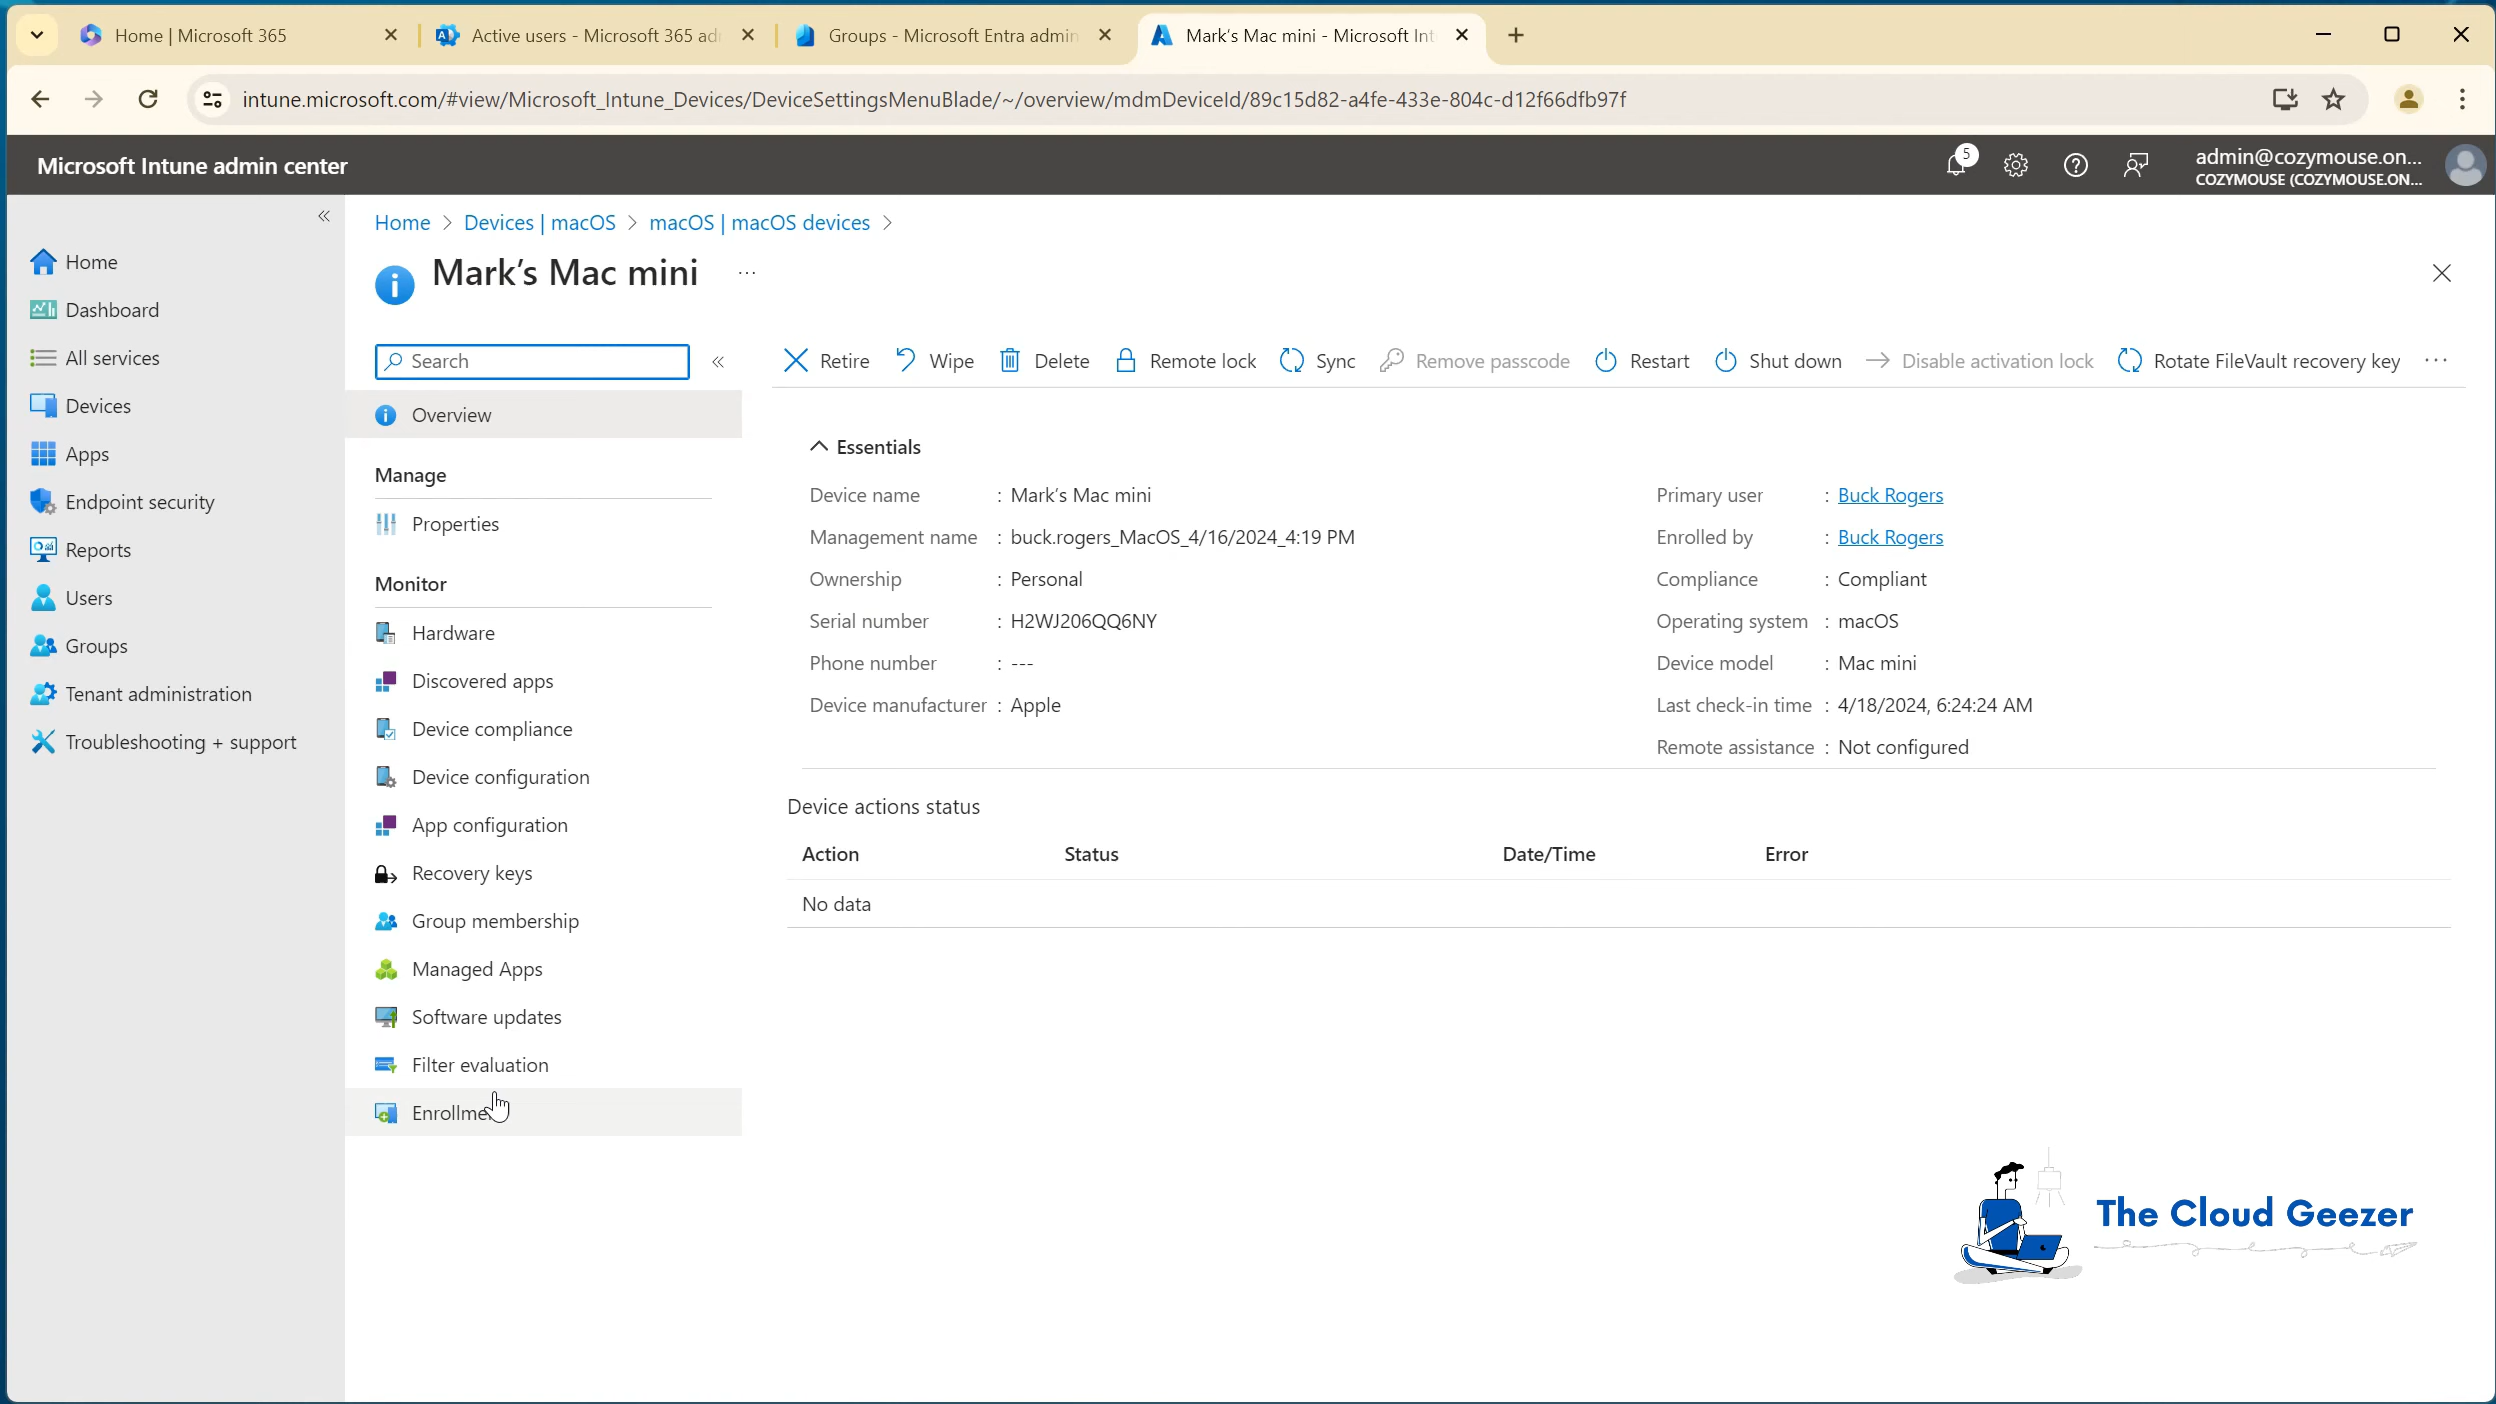 Home | Microsoft 365
Active users - Microsoft 365 ad
Groups - Microsoft Entra admin
Mark's Mac mini - Microsoft Int
intune.microsoft.com/#view/Microsoft_Intune_Devices/DeviceSettingsMenuBlade/~/overview/mdmDeviceId/89c15d82-a4fe-433e-804c-d12f66dfb97f
Microsoft Intune admin center
5
admin@cozymouse.on...
COZYMOUSE (COZYMOUSE.ON...
Home
Dashboard
All services
Devices
Apps
Endpoint security
Reports
Users
Groups
Tenant administration
Troubleshooting + support
Home > Devices | macOS > macOS | macOS devices >
Mark's Mac mini ...
Search
Overview
Manage
Properties
Monitor
Hardware
Discovered apps
Device compliance
Device configuration
App configuration
Recovery keys
Group membership
Managed Apps
Software updates
Filter evaluation
Enrollme
Retire Wipe Delete Remote lock Sync Remove passcode Restart Shut down Disable activation lock Rotate FileVault recovery key ...
Essentials
Device name : Mark's Mac mini
Management name : buck.rogers_MacOS_4/16/2024_4:19 PM
Ownership : Personal
Serial number : H2WJ206QQ6NY
Phone number : ---
Device manufacturer : Apple
Primary user : Buck Rogers
Enrolled by : Buck Rogers
Compliance : Compliant
Operating system : macOS
Device model : Mac mini
Last check-in time : 4/18/2024, 6:24:24 AM
Remote assistance : Not configured
Device actions status
Action Status Date/Time Error
No data
The Cloud Geezer